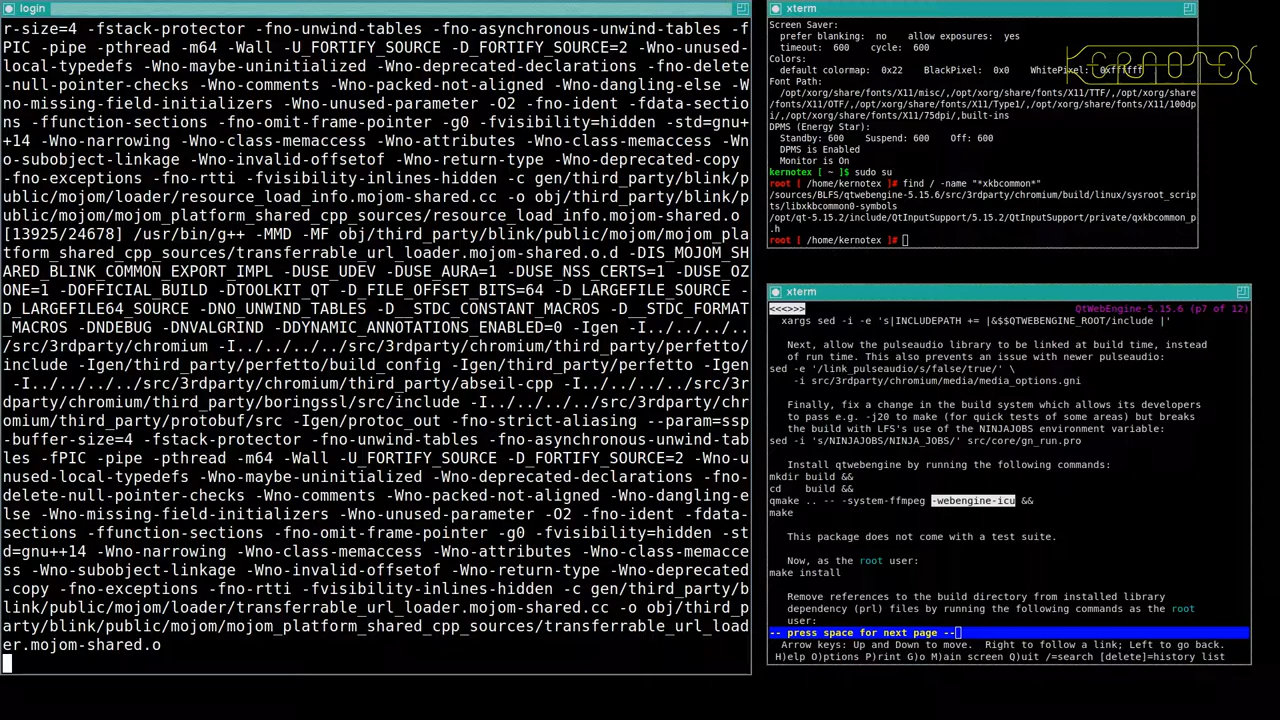 login
r-size=4 -fstack-protector -fno-unwind-tables -fno-asynchronous-unwind-tables -f
PIC -pipe -pthread -m64 -Wall -U_FORTIFY_SOURCE -D_FORTIFY_SOURCE=2 -Wno-unused-
local-typedefs -Wno-maybe-uninitialized -Wno-deprecated-declarations -fno-delete
-null-pointer-checks -Wno-comments -Wno-packed-not-aligned -Wno-dangling-else -W
no-missing-field-initializers -Wno-unused-parameter -O2 -fno-ident -fdata-sectio
ns -ffunction-sections -fno-omit-frame-pointer -g0 -fvisibility=hidden -std=gnu+
+14 -Wno-narrowing -Wno-class-memaccess -Wno-attributes -Wno-class-memaccess -Wn
o-subobject-linkage -Wno-invalid-offsetof -Wno-return-type -Wno-deprecated-copy
-fno-exceptions -fno-rtti -fvisibility-inlines-hidden -c gen/third_party/blink/p
ublic/mojom/loader/resource_load_info.mojom-shared.cc -o obj/third_party/blink/p
ublic/mojom/mojom_platform_shared_cpp_sources/resource_load_info.mojom-shared.o
[13925/24678] /usr/bin/g++ -MMD -MF obj/third_party/blink/public/mojom/mojom_pla
tform_shared_cpp_sources/transferrable_url_loader.mojom-shared.o.d -DIS_MOJOM_SH
ARED_BLINK_COMMON_EXPORT_IMPL -DUSE_UDEV -DUSE_AURA=1 -DUSE_NSS_CERTS=1 -DUSE_OZ
ONE=1 -DOFFICIAL_BUILD -DTOOLKIT_QT -D_FILE_OFFSET_BITS=64 -D_LARGEFILE_SOURCE -
D_LARGEFILE64_SOURCE -DNO_UNWIND_TABLES -D__STDC_CONSTANT_MACROS -D__STDC_FORMAT
_MACROS -DNDEBUG -DNVALGRIND -DDYNAMIC_ANNOTATIONS_ENABLED=0 -Igen -I../../../..
/src/3rdparty/chromium -I../../../../src/3rdparty/chromium/third_party/perfetto/
include -Igen/third_party/perfetto/build_config -Igen/third_party/perfetto -Igen
 -I../../../../src/3rdparty/chromium/third_party/abseil-cpp -I../../../../src/3r
dparty/chromium/third_party/boringssl/src/include -I../../../../src/3rdparty/chr
omium/third_party/protobuf/src -Igen/protoc_out -fno-strict-aliasing --param=ssp
-buffer-size=4 -fstack-protector -fno-unwind-tables -fno-asynchronous-unwind-tab
les -fPIC -pipe -pthread -m64 -Wall -U_FORTIFY_SOURCE -D_FORTIFY_SOURCE=2 -Wno-u
nused-local-typedefs -Wno-maybe-uninitialized -Wno-deprecated-declarations -fno-
delete-null-pointer-checks -Wno-comments -Wno-packed-not-aligned -Wno-dangling-e
lse -Wno-missing-field-initializers -Wno-unused-parameter -O2 -fno-ident -fdata-
sections -ffunction-sections -fno-omit-frame-pointer -g0 -fvisibility=hidden -st
d=gnu++14 -Wno-narrowing -Wno-class-memaccess -Wno-attributes -Wno-class-memacce
ss -Wno-subobject-linkage -Wno-invalid-offsetof -Wno-return-type -Wno-deprecated
-copy -fno-exceptions -fno-rtti -fvisibility-inlines-hidden -c gen/third_party/b
link/public/mojom/loader/transferrable_url_loader.mojom-shared.cc -o obj/third_p
arty/blink/public/mojom/mojom_platform_shared_cpp_sources/transferrable_url_load
er.mojom-shared.o
xterm
Screen Saver:
prefer blanking:  no    allow exposures:  yes
timeout:  600    cycle:  600
Colors:
default colormap:  0x22    BlackPixel:  0x0    WhitePixel:  0xffffff
KERNOTEX
Font Path:
/opt/xorg/share/fonts/X11/misc/,/opt/xorg/share/fonts/X11/TTF/,/opt/xorg/share
/fonts/X11/OTF/,/opt/xorg/share/fonts/X11/Type1/,/opt/xorg/share/fonts/X11/100dp
i/,/opt/xorg/share/fonts/X11/75dpi/,built-ins
DPMS (Energy Star):
Standby: 600    Suspend: 600    Off: 600
DPMS is Enabled
Monitor is On
kernotex [ ~ ]$ sudo su
root [ /home/kernotex ]# find / -name "*xkbcommon*"
/sources/BLFS/qtwebengine-5.15.6/src/3rdparty/chromium/build/linux/sysroot_scrip
ts/libxkbcommon0-symbols
/opt/qt-5.15.2/include/QtInputSupport/5.15.2/QtInputSupport/private/qxkbcommon_p
.h
root [ /home/kernotex ]#
xterm
<<<>>> QtWebEngine-5.15.6 (p7 of 12)
xargs sed -i -e 's|INCLUDEPATH += |&$$QTWEBENGINE_ROOT/include |'
Next, allow the pulseaudio library to be linked at build time, instead
of run time. This also prevents an issue with newer pulseaudio:
sed -e '/link_pulseaudio/s/false/true/' \
-i src/3rdparty/chromium/media/media_options.gni
Finally, fix a change in the build system which allows its developers
to pass e.g. -j20 to make (for quick tests of some areas) but breaks
the build with LFS's use of the NINJAJOBS environment variable:
sed -i 's/NINJAJOBS/NINJA_JOBS/' src/core/gn_run.pro
Install qtwebengine by running the following commands:
mkdir build &&
cd    build &&
qmake .. -- -system-ffmpeg -webengine-icu &&
make
This package does not come with a test suite.
Now, as the root user:
make install
Remove references to the build directory from installed library
dependency (prl) files by running the following commands as the root
user:
-- press space for next page --
Arrow keys: Up and Down to move.  Right to follow a link; Left to go back.
H)elp O)ptions P)rint G)o M)ain screen Q)uit /=search [delete]=history list